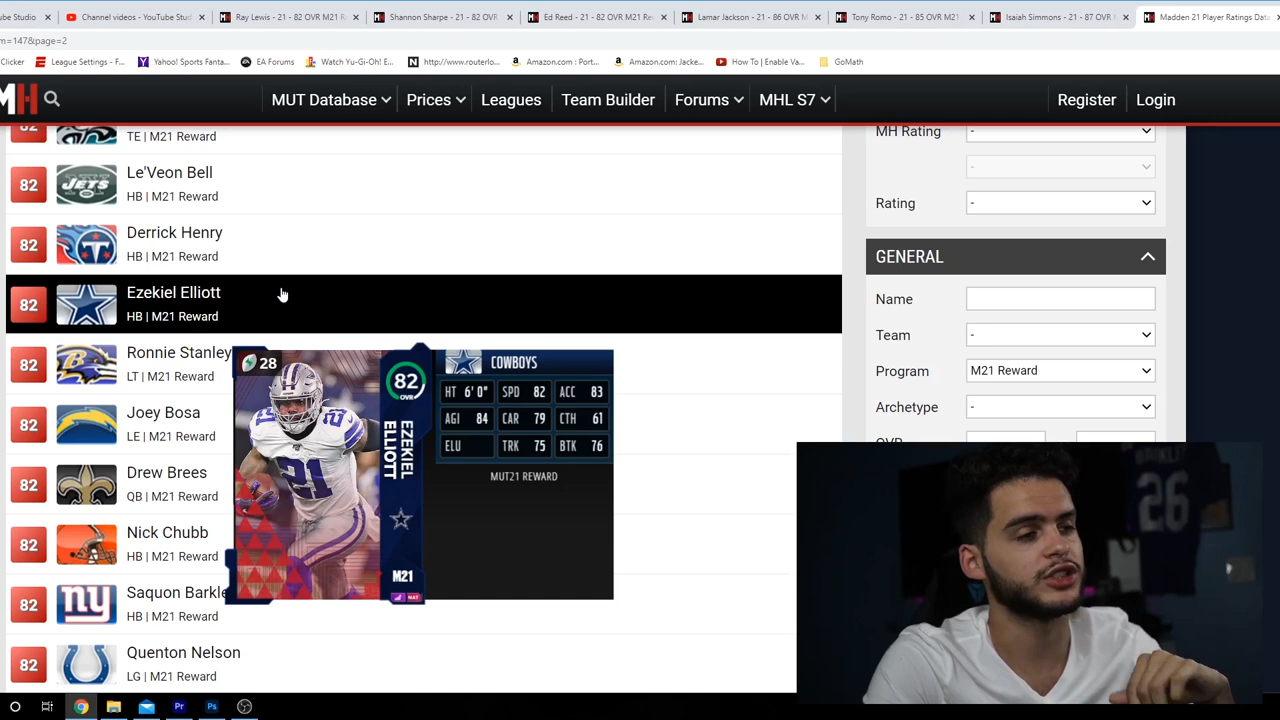 be Studio
Channel videos - YouTube Stud
Ray Lewis - 21 - 82 OVR M21 R
Shannon Sharpe - 21 - 82 OVR
Ed Reed - 21 - 82 OVR M21 Re
Lamar Jackson - 21 - 86 OVR M
Tony Romo - 21 - 85 OVR M21
Isaiah Simmons - 21 - 87 OVR
Madden 21 Player Ratings Data
m=147&page=2
Clicker
League Settings - F...
Yahoo! Sports Fanta...
EA Forums
Watch Yu-Gi-Oh! E...
http://www.routerlo...
Amazon.com : Port...
Amazon.com: Jacke...
How To | Enable Va...
GoMath
MH
MUT Database
Prices
Leagues
Team Builder
Forums
MHL S7
Register
Login
82
TE | M21 Reward
82
Le'Veon Bell
HB | M21 Reward
82
Derrick Henry
HB | M21 Reward
82
Ezekiel Elliott
HB | M21 Reward
82
Ronnie Stanley
LT | M21 Reward
82
Joey Bosa
LE | M21 Reward
82
Drew Brees
QB | M21 Reward
82
Nick Chubb
HB | M21 Reward
82
Saquon Barkle
HB | M21 Reward
82
Quenton Nelson
LG | M21 Reward
28
82
OVR
EZEKIEL
ELLIOTT
M21
NAT
21
COWBOYS
HT 6' 0" SPD 82 ACC 83
AGI 84 CAR 79 CTH 61
ELU TRK 75 BTK 76
MUT21 REWARD
MH Rating
-
-
Rating
-
GENERAL
Name
Team
-
Program
M21 Reward
Archetype
-
OVR
26